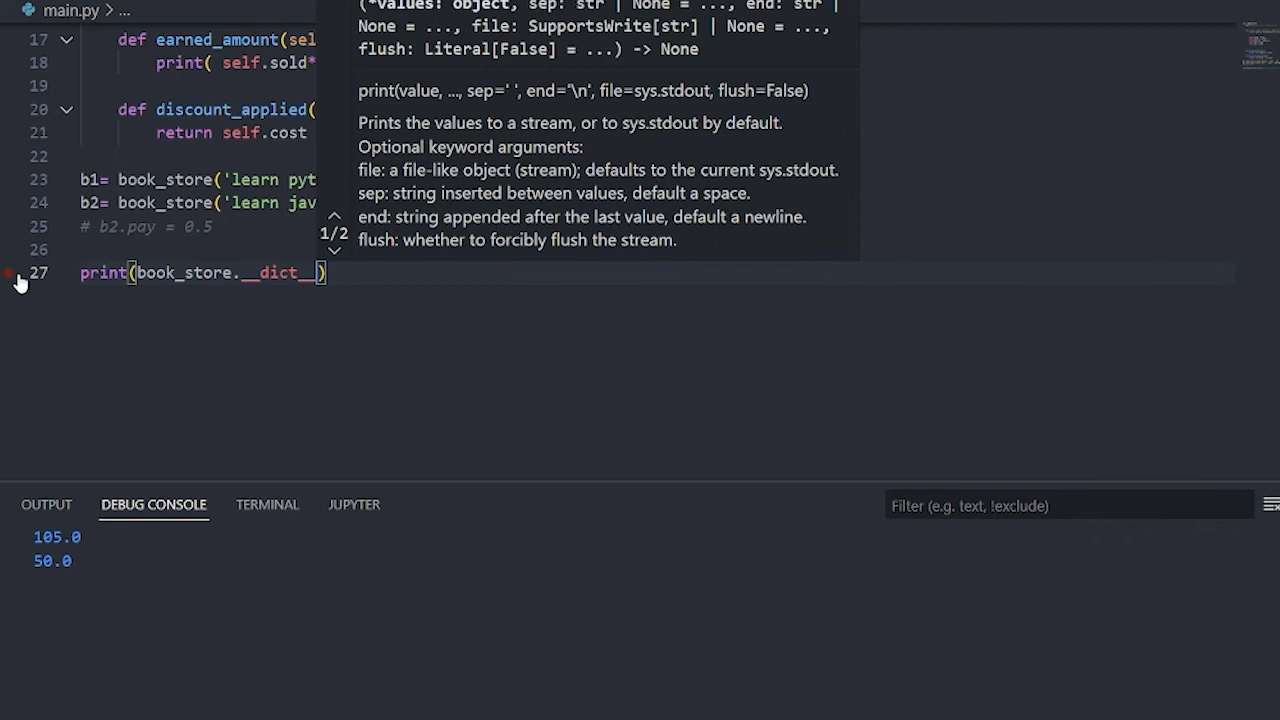 main.py > ...
(*values: object, sep: str | None = ..., end: str |
None = ..., file: SupportsWrite[str] | None = ...,
flush: Literal[False] = ...) -> None
print(value, ..., sep=' ', end='\n', file=sys.stdout, flush=False)
Prints the values to a stream, or to sys.stdout by default.
Optional keyword arguments:
file: a file-like object (stream); defaults to the current sys.stdout.
sep: string inserted between values, default a space.
end: string appended after the last value, default a newline.
flush: whether to forcibly flush the stream.
1/2
17 def earned_amount(sel
18 print( self.sold*
19
20 def discount_applied(
21 return self.cost
22
23 b1= book_store('learn pyt
24 b2= book_store('learn jav
25 # b2.pay = 0.5
26
27 print(book_store.__dict__)
OUTPUT DEBUG CONSOLE TERMINAL JUPYTER Filter (e.g. text, !exclude)
105.0
50.0